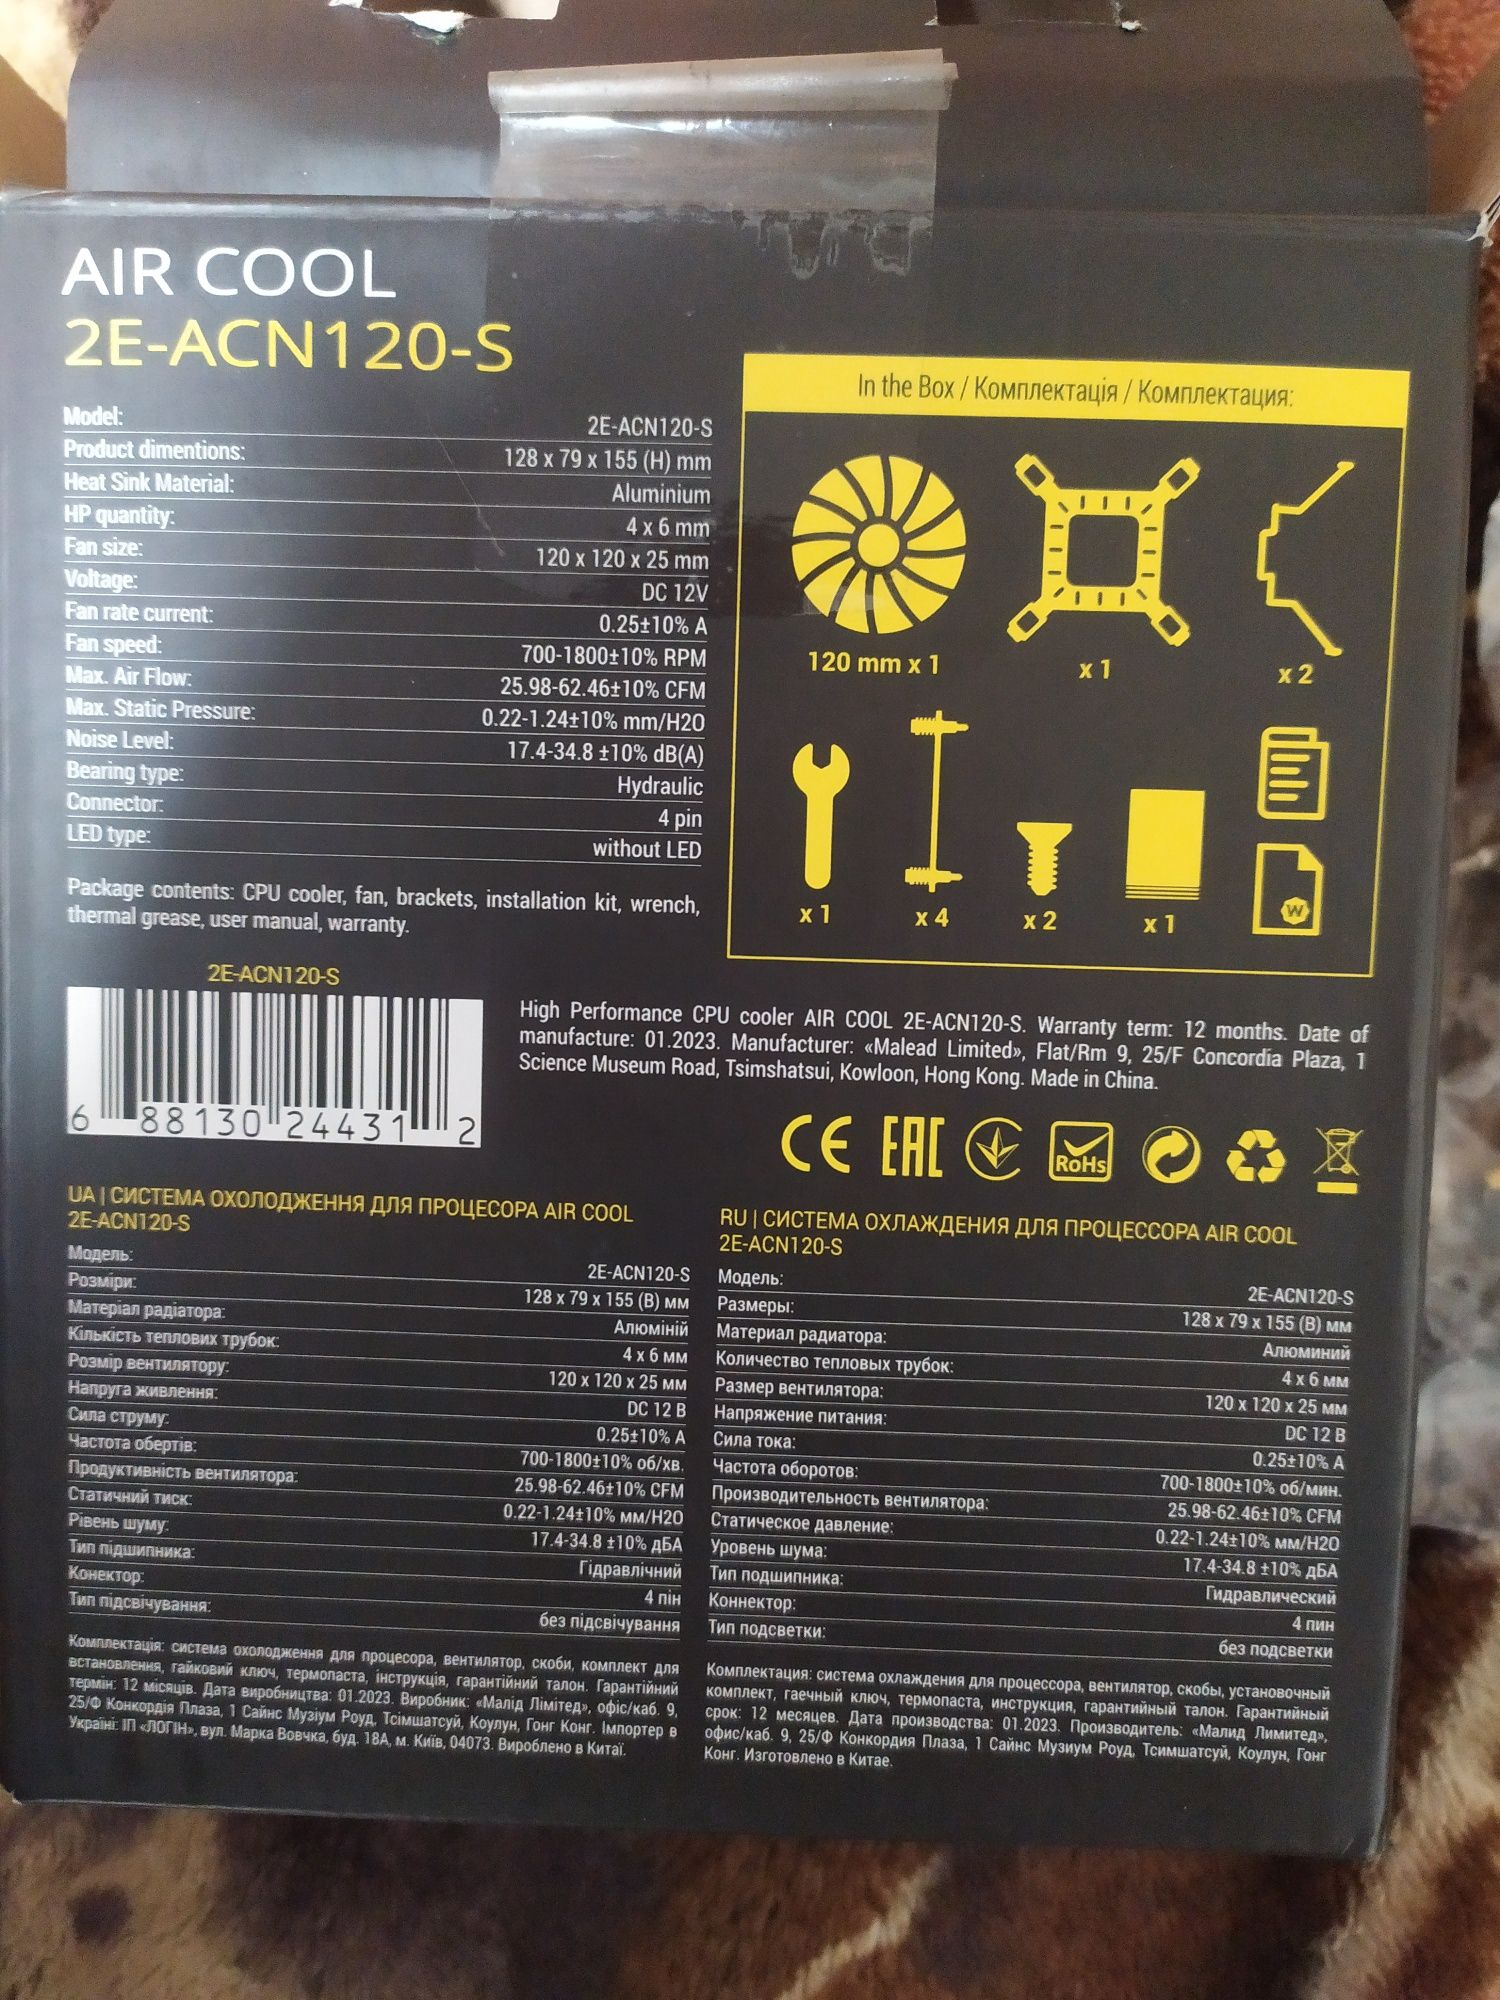 AIR COOL
2E-ACN120-S
Model: 2E-ACN120-S
Product dimentions: 128 x 79 x 155 (H) mm
Heat Sink Material: Aluminium
HP quantity: 4 x 6 mm
Fan size: 120 x 120 x 25 mm
Voltage: DC 12V
Fan rate current: 0.25±10% A
Fan speed: 700-1800±10% RPM
Max. Air Flow: 25.98-62.46±10% CFM
Max. Static Pressure: 0.22-1.24±10% mm/H2O
Noise Level: 17.4-34.8 ±10% dB(A)
Bearing type: Hydraulic
Connector: 4 pin
LED type: without LED
Package contents: CPU cooler, fan, brackets, installation kit, wrench,
thermal grease, user manual, warranty.
In the Box / Комплектація / Комплектация:
120 mm x 1
x 1
x 2
x 1
x 4
x 2
x 1
W
2E-ACN120-S
6 88130 24431 2
High Performance CPU cooler AIR COOL 2E-ACN120-S. Warranty term: 12 months. Date of
manufacture: 01.2023. Manufacturer: «Malead Limited», Flat/Rm 9, 25/F Concordia Plaza, 1
Science Museum Road, Tsimshatsui, Kowloon, Hong Kong. Made in China.
CE EAC RoHs
UA | СИСТЕМА ОХОЛОДЖЕННЯ ДЛЯ ПРОЦЕСОРА AIR COOL
2E-ACN120-S
Модель: 2E-ACN120-S
Розміри: 128 x 79 x 155 (В) мм
Матеріал радіатора: Алюміній
Кількість теплових трубок: 4 x 6 мм
Розмір вентилятору: 120 x 120 x 25 мм
Напруга живлення: DC 12 В
Сила струму: 0.25±10% А
Частота обертів: 700-1800±10% об/хв.
Продуктивність вентилятора: 25.98-62.46±10% CFM
Статичний тиск: 0.22-1.24±10% мм/H2O
Рівень шуму: 17.4-34.8 ±10% дБА
Тип підшипника: Гідравлічний
Конектор: 4 пін
Тип підсвічування: без підсвічування
Комплектація: система охолодження для процесора, вентилятор, скоби, комплект для
встановлення, гайковий ключ, термопаста, інструкція, гарантійний талон. Гарантійний
термін: 12 місяців. Дата виробництва: 01.2023. Виробник: «Малід Лімітед», офіс/каб. 9,
25/Ф Конкордія Плаза, 1 Сайнс Музіум Роуд, Тсімшатсуй, Коулун, Гонг Конг. Імпортер в
Україні: ІП «ЛОГІН», вул. Марка Вовчка, буд. 18А, м. Київ, 04073. Вироблено в Китаї.
RU | СИСТЕМА ОХЛАЖДЕНИЯ ДЛЯ ПРОЦЕССОРА AIR COOL
2E-ACN120-S
Модель: 2E-ACN120-S
Размеры: 128 x 79 x 155 (В) мм
Материал радиатора: Алюминий
Количество тепловых трубок: 4 x 6 мм
Размер вентилятора: 120 x 120 x 25 мм
Напряжение питания: DC 12 В
Сила тока: 0.25±10% А
Частота оборотов: 700-1800±10% об/мин.
Производительность вентилятора: 25.98-62.46±10% CFM
Статическое давление: 0.22-1.24±10% мм/H2O
Уровень шума: 17.4-34.8 ±10% дБА
Тип подшипника: Гидравлический
Коннектор: 4 пин
Тип подсветки: без подсветки
Комплектация: система охлаждения для процессора, вентилятор, скобы, установочный
комплект, гаечный ключ, термопаста, инструкция, гарантийный талон. Гарантийный
срок: 12 месяцев. Дата производства: 01.2023. Производитель: «Малид Лимитед»,
офис/каб. 9, 25/Ф Конкордия Плаза, 1 Сайнс Музиум Роуд, Тсимшатсуй, Коулун, Гонг
Конг. Изготовлено в Китае.